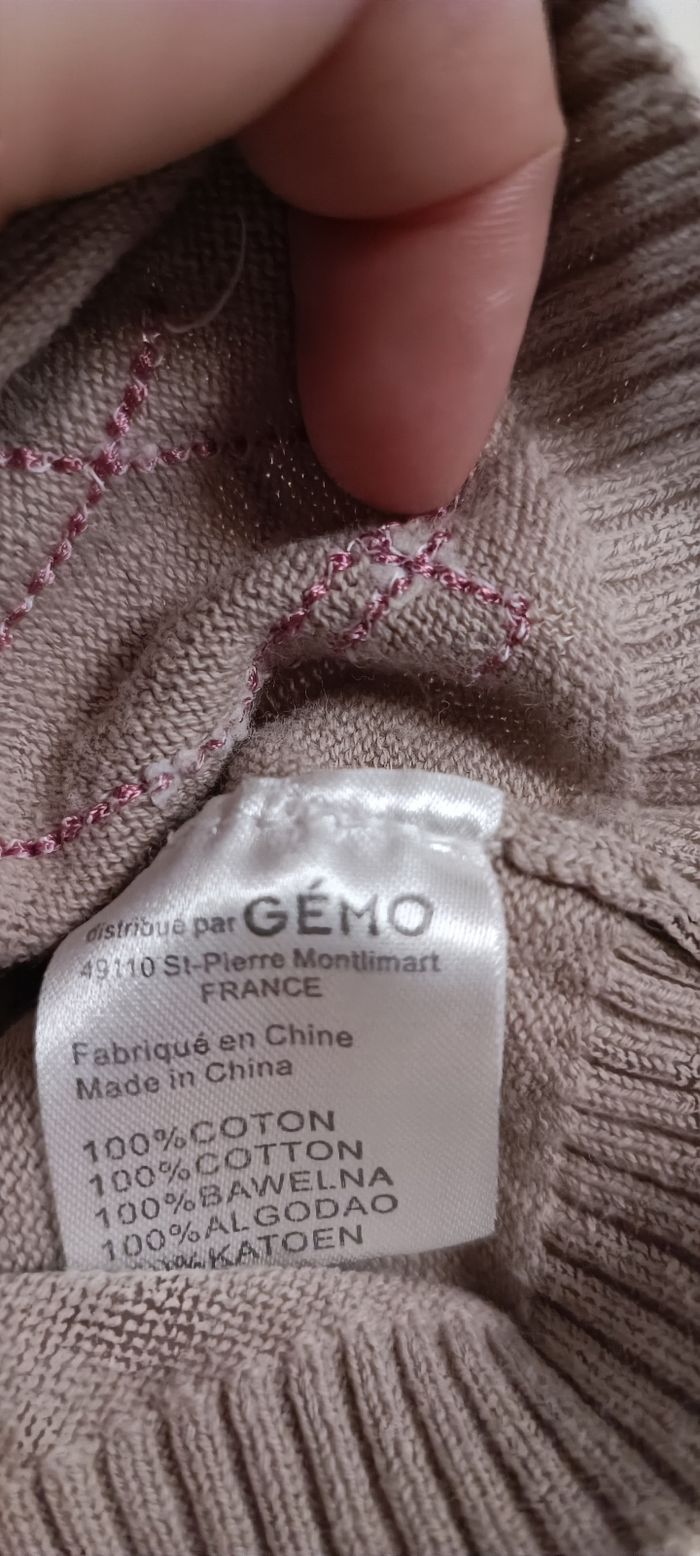 distribué par GÉMO
49110 St-Pierre Montlimart
FRANCE
Fabriqué en Chine
Made in China
100%COTON
100%COTTON
100%BAWELNA
100%ALGODAO
100%KATOEN